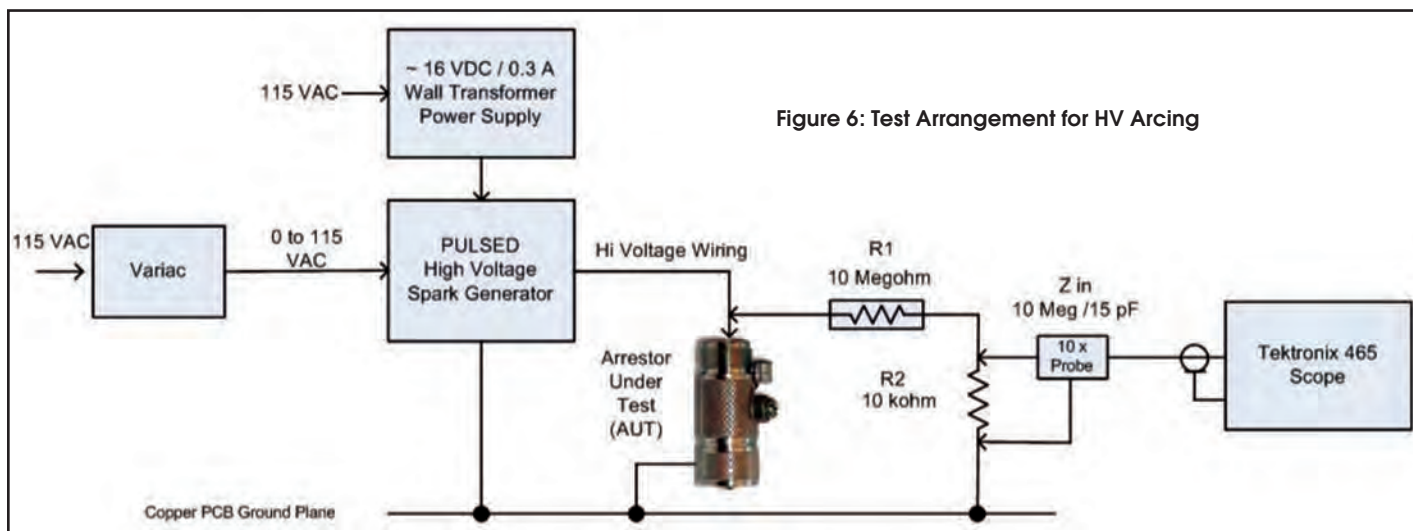 ~ 16 VDC / 0.3 A
Wall Transformer
Power Supply
115 VAC
Figure 6: Test Arrangement for HV Arcing
115 VAC
Variac
0 to 115
VAC
PULSED
High Voltage
Spark Generator
Hi Voltage Wiring
R1
10 Megohm
Z in
10 Meg /15 pF
10 x
Probe
Tektronix 465
Scope
Arrestor
Under
Test
(AUT)
R2
10 kohm
Copper PCB Ground Plane